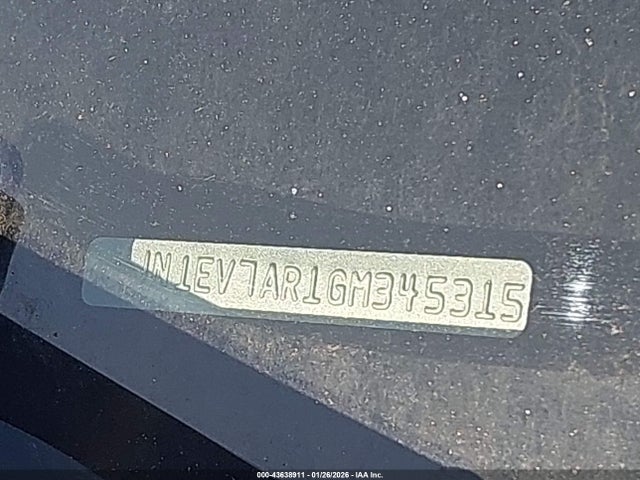 JN1EV7AR1GM345315
000-43638911 - 01/26/2026 - IAA Inc.